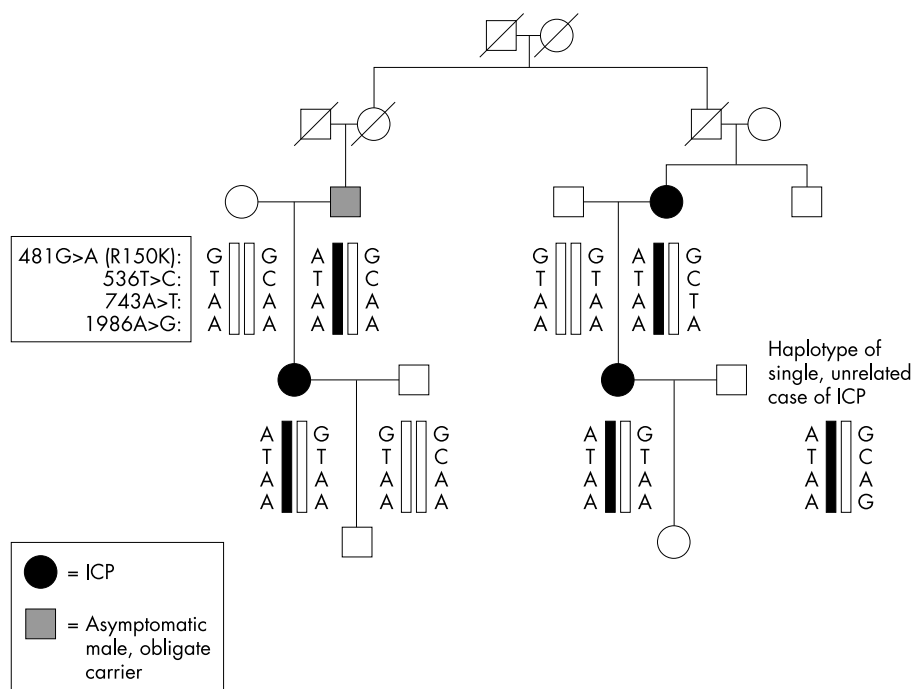 481G>A (R150K):
536T>C:
743A>T:
1986A>G:
G G A G
T C T C
A A A A
A A A A
G G A G
T T T C
A A A T
A A A A
Haplotype of
single, unrelated
case of ICP
A G G G
T T T C
A A A A
A A A A
A G
T T
A A
A A
A G
T C
A A
A G
= ICP
= Asymptomatic
male, obligate
carrier